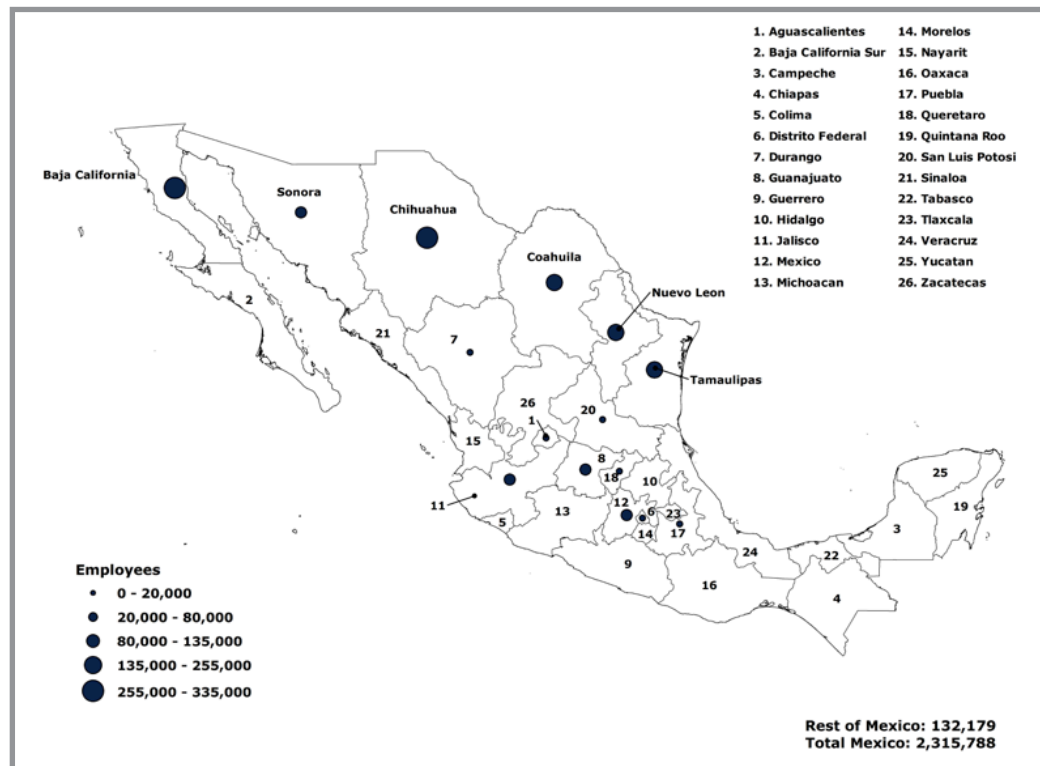 1. Aguascalientes
2. Baja California Sur
3. Campeche
4. Chiapas
5. Colima
6. Distrito Federal
7. Durango
8. Guanajuato
9. Guerrero
10. Hidalgo
11. Jalisco
12. Mexico
13. Michoacan
14. Morelos
15. Nayarit
16. Oaxaca
17. Puebla
18. Queretaro
19. Quintana Roo
20. San Luis Potosi
21. Sinaloa
22. Tabasco
23. Tlaxcala
24. Veracruz
25. Yucatan
26. Zacatecas
Baja California
Sonora
Chihuahua
Coahuila
Nuevo Leon
Tamaulipas
2
21
7
26
20
1
15
8
18
10
25
11
5
13
12
6
23
14
17
19
3
24
22
9
16
4
Employees
0 - 20,000
20,000 - 80,000
80,000 - 135,000
135,000 - 255,000
255,000 - 335,000
Rest of Mexico: 132,179
Total Mexico: 2,315,788